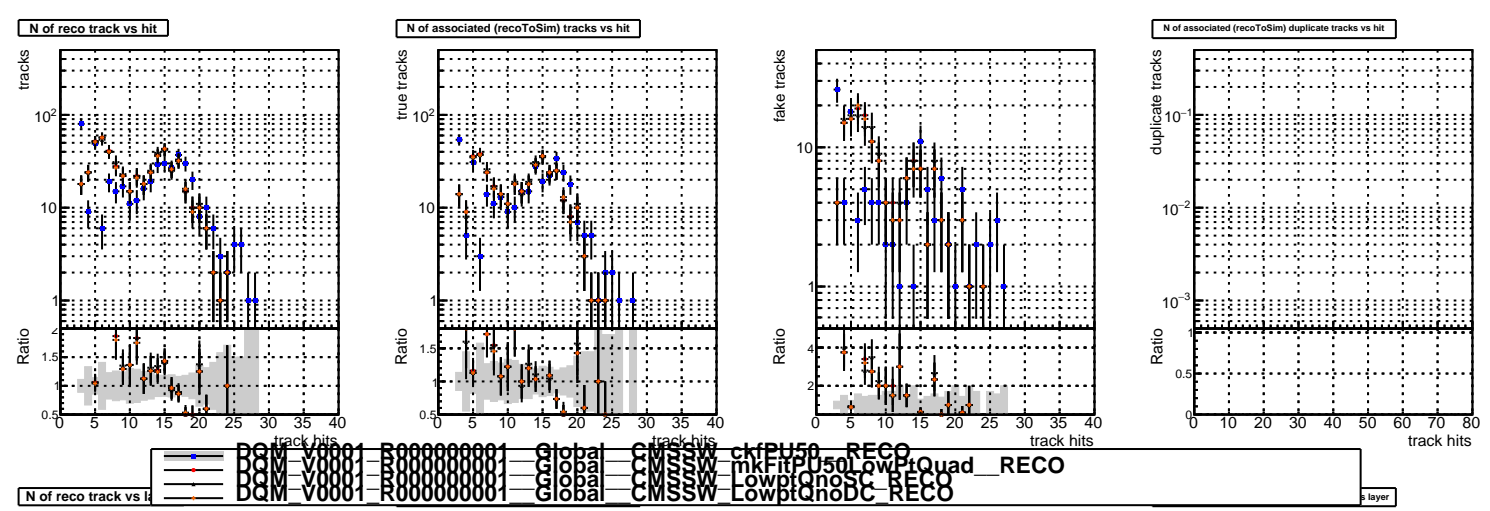 N of reco track vs hit
N of associated (recoToSim) tracks vs hit
N of associated (recoToSim) duplicate tracks vs hit
tracks
10²
10
1
Ratio
2
1.5
1
0.5
0 5 10 15 20 25 30 35 40
track hits
true tracks
10²
10
1
Ratio
1.5
1
0.5
0 5 10 15 20 25 30 35 40
track hits
fake tracks
10
1
Ratio
4
2
0 5 10 15 20 25 30 35 40
track hits
duplicate tracks
10⁻¹
10⁻²
10⁻³
Ratio
1
0.5
0
0 10 20 30 40 50 60 70 80
track hits
DQM_V0001_R000000001__Global__CMSSW_ckfPU50__RECO
DQM_V0001_R000000001__Global__CMSSW_mkFitPU50LowPtQuad__RECO
DQM_V0001_R000000001__Global__CMSSW_LowptQnoSC_RECO
DQM_V0001_R000000001__Global__CMSSW_LowptQnoDC_RECO
N of reco track vs
layer